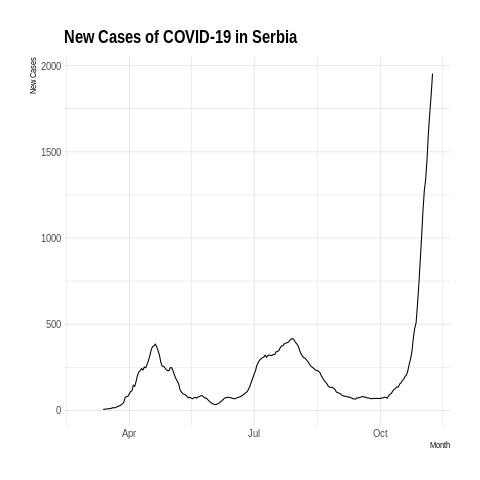 New Cases of COVID-19 in Serbia
New Cases
2000
1500
1000
500
0
Apr
Jul
Oct
Month